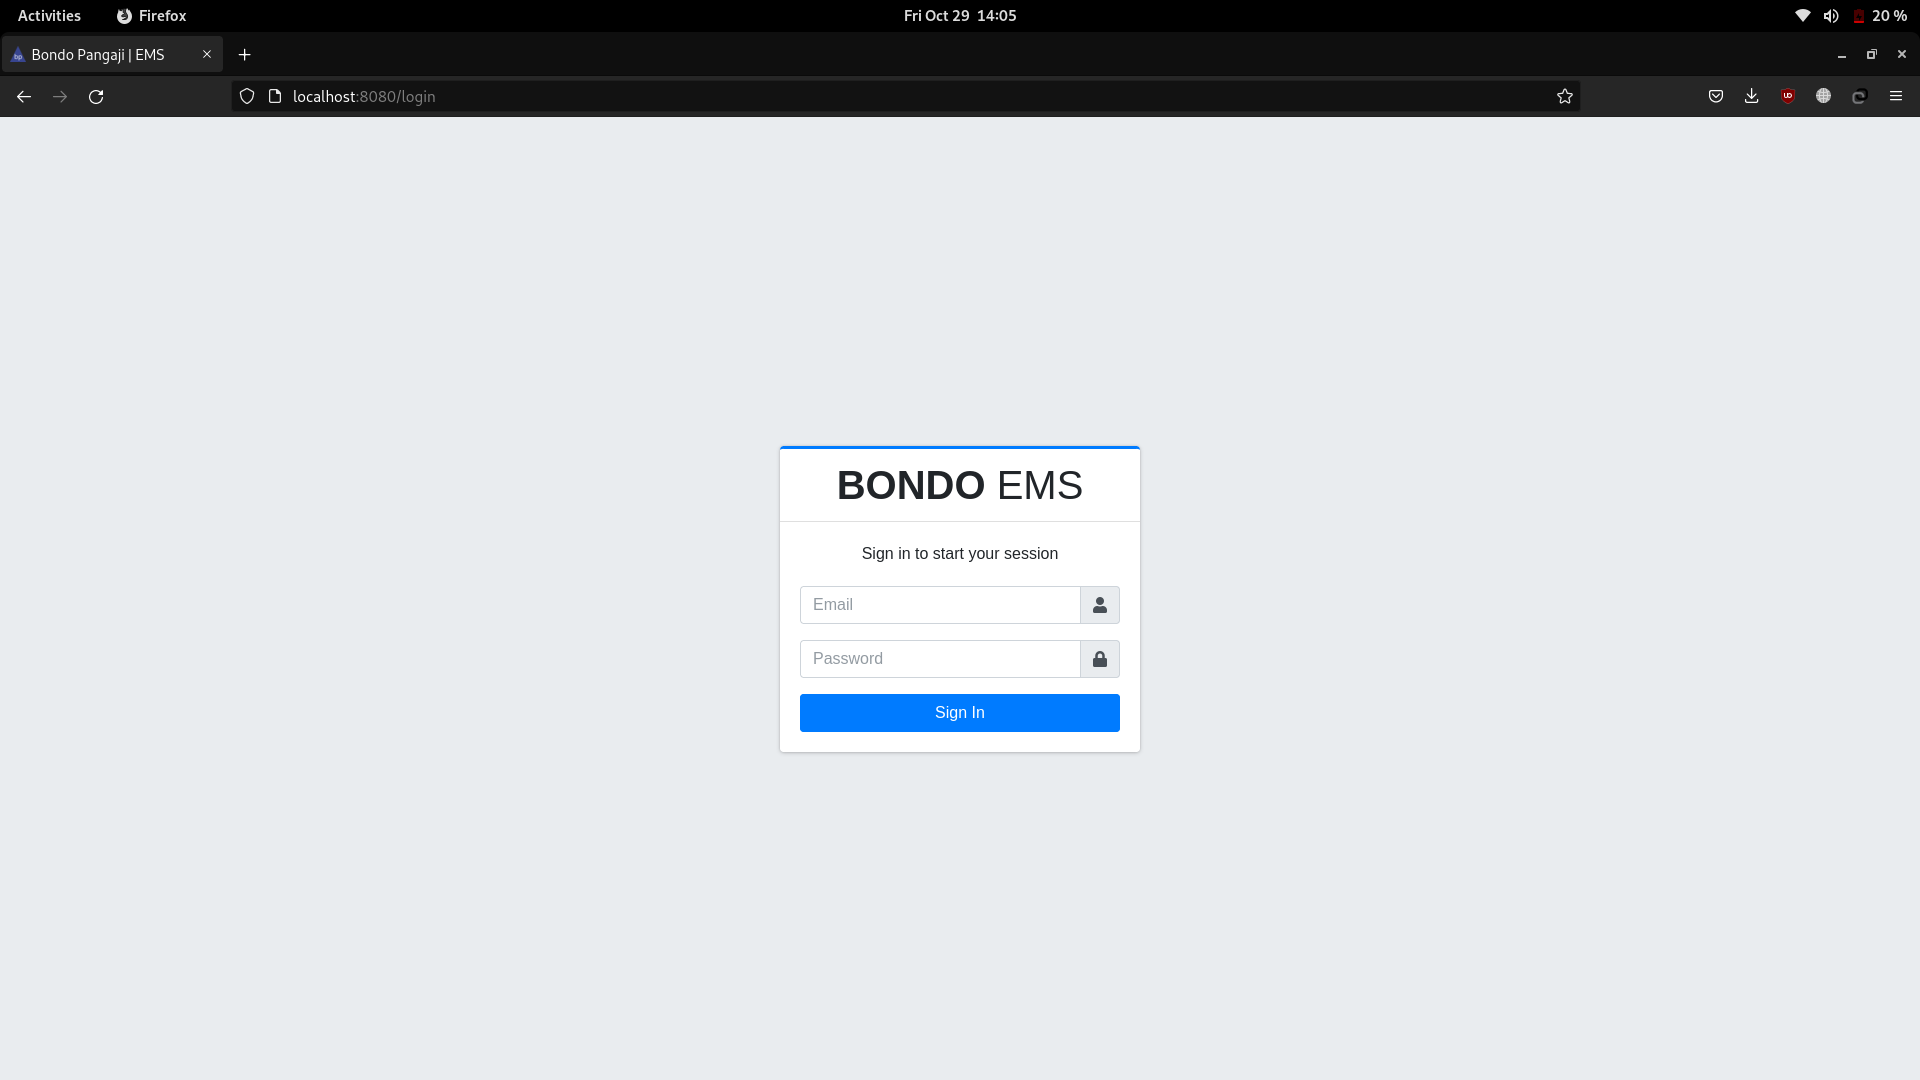 Activities Firefox Fri Oct 29 14:05 20 %
bp Bondo Pangaji | EMS
localhost:8080/login
BONDO EMS
Sign in to start your session
Email
Password
Sign In